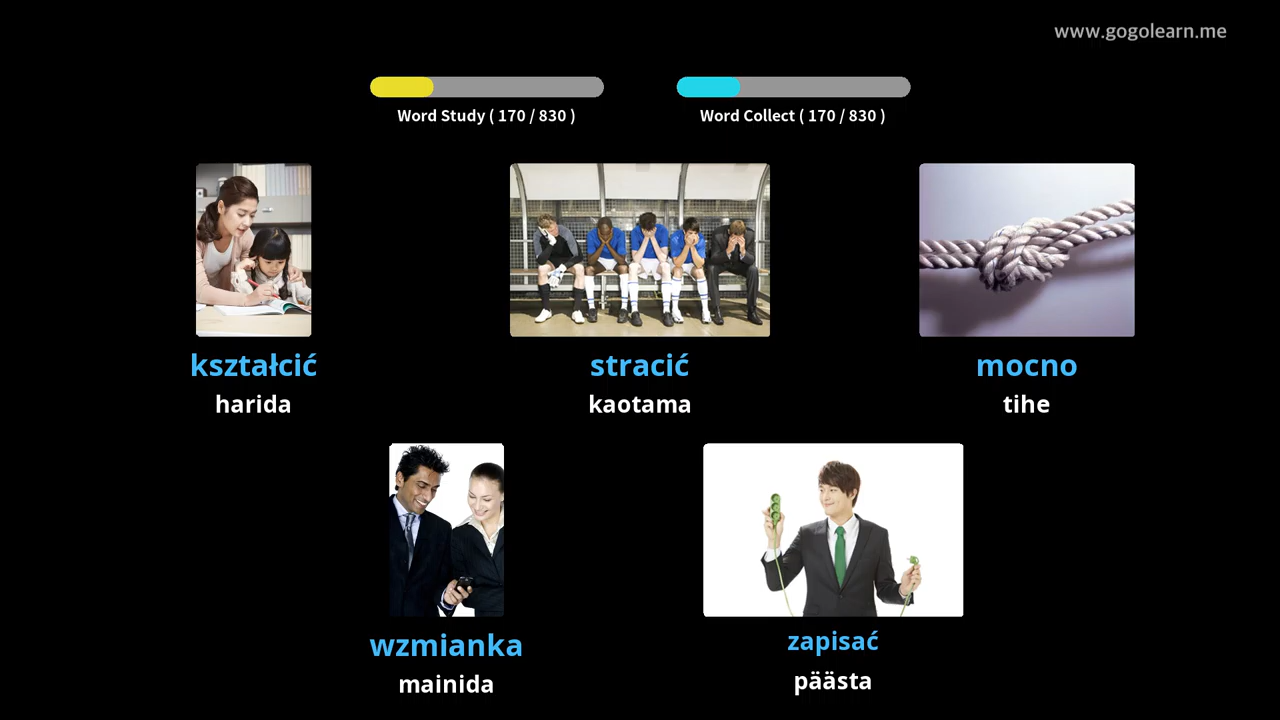 www.gogolearn.me
Word Study ( 170 / 830 )
Word Collect ( 170 / 830 )
kształcić
harida
stracić
kaotama
mocno
tihe
wzmianka
mainida
zapisać
päästa